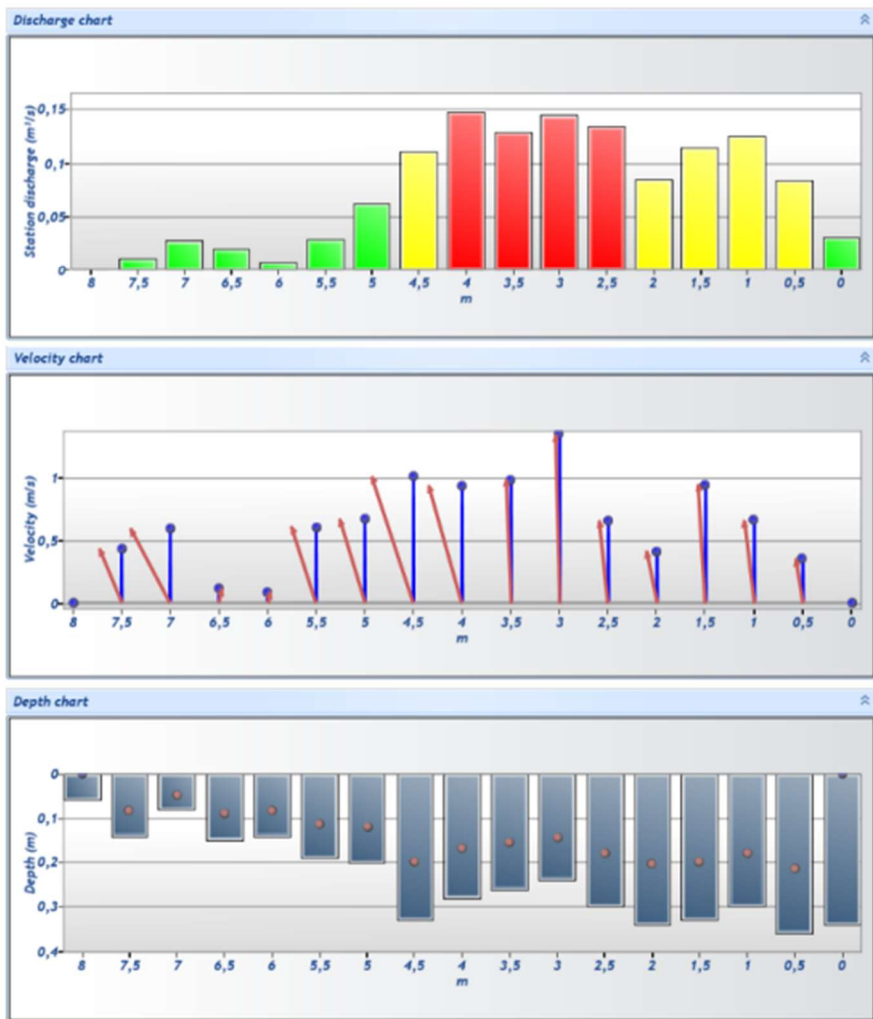 Discharge chart
Station discharge (m³/s)
0,15
0,1
0,05
0
8 7,5 7 6,5 6 5,5 5 4,5 4 3,5 3 2,5 2 1,5 1 0,5 0
m
Velocity chart
Velocity (m/s)
1
0,5
0
8 7,5 7 6,5 6 5,5 5 4,5 4 3,5 3 2,5 2 1,5 1 0,5 0
m
Depth chart
Depth (m)
0
0,1
0,2
0,3
0,4
8 7,5 7 6,5 6 5,5 5 4,5 4 3,5 3 2,5 2 1,5 1 0,5 0
m